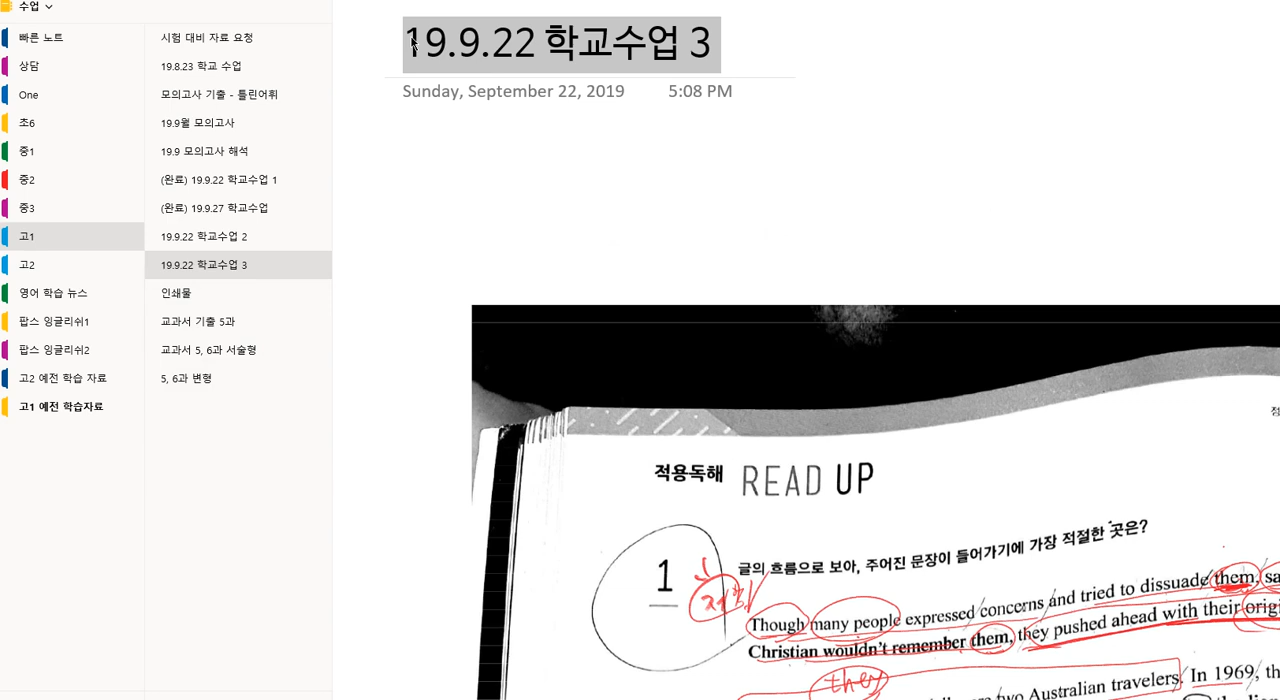 수업
빠른 노트
상담
One
초6
중1
중2
중3
고1
고2
영어 학습 뉴스
팝스 잉글리쉬1
팝스 잉글리쉬2
고2 예전 학습 자료
고1 예전 학습자료
시험 대비 자료 요청
19.8.23 학교 수업
모의고사 기출 - 틀린어휘
19.9월 모의고사
19.9 모의고사 해석
(완료) 19.9.22 학교수업 1
(완료) 19.9.27 학교수업
19.9.22 학교수업 2
19.9.22 학교수업 3
인쇄물
교과서 기출 5과
교과서 5, 6과 서술형
5, 6과 변형
19.9.22 학교수업 3
Sunday, September 22, 2019 5:08 PM
적용독해 READ UP
1 글의 흐름으로 보아, 주어진 문장이 들어가기에 가장 적절한 곳은?
Though many people expressed concerns and tried to dissuade them, sa
Christian wouldn't remember them, they pushed ahead with their origi
they
two Australian travelers. In 1969, th